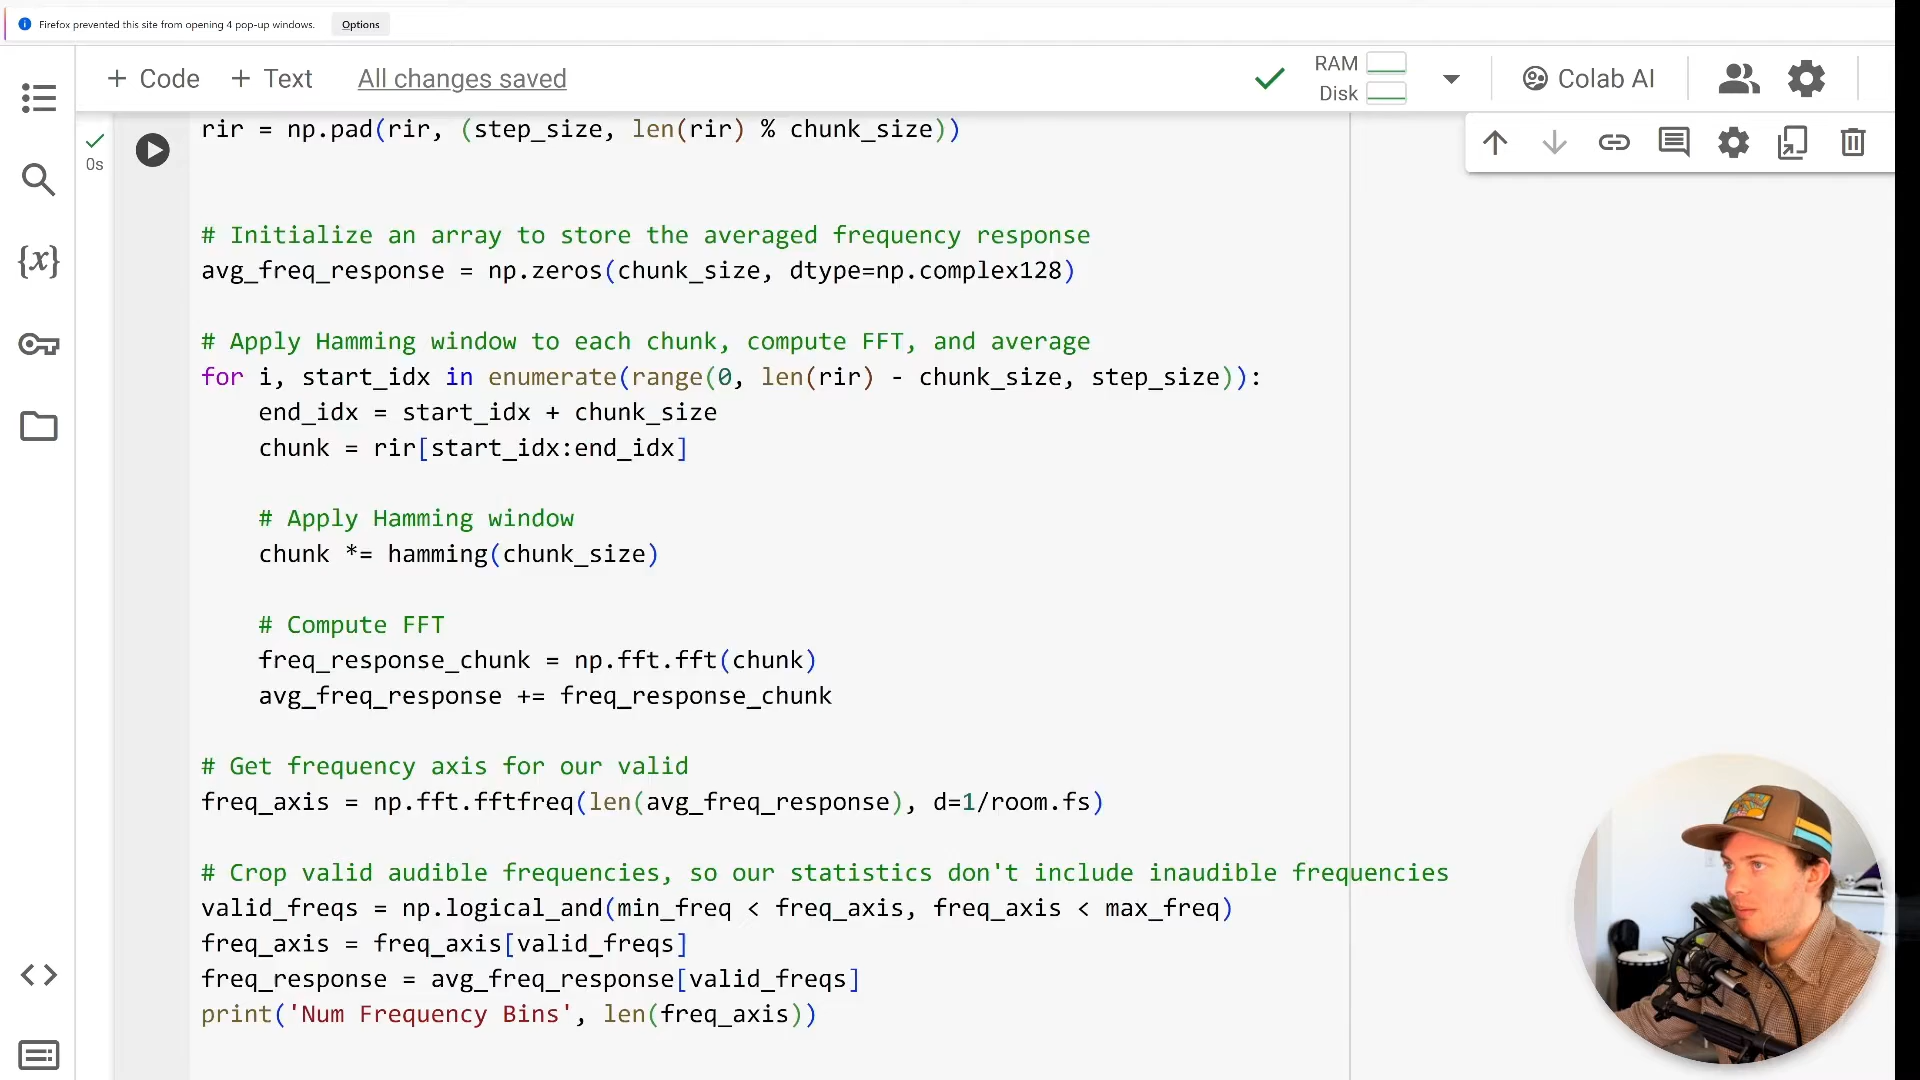 Firefox prevented this site from opening 4 pop-up windows. Options
+ Code + Text All changes saved
RAM
Disk
Colab AI
0s
rir = np.pad(rir, (step_size, len(rir) % chunk_size))
# Initialize an array to store the averaged frequency response
avg_freq_response = np.zeros(chunk_size, dtype=np.complex128)
# Apply Hamming window to each chunk, compute FFT, and average
for i, start_idx in enumerate(range(0, len(rir) - chunk_size, step_size)):
end_idx = start_idx + chunk_size
chunk = rir[start_idx:end_idx]
# Apply Hamming window
chunk *= hamming(chunk_size)
# Compute FFT
freq_response_chunk = np.fft.fft(chunk)
avg_freq_response += freq_response_chunk
# Get frequency axis for our valid
freq_axis = np.fft.fftfreq(len(avg_freq_response), d=1/room.fs)
# Crop valid audible frequencies, so our statistics don't include inaudible frequencies
valid_freqs = np.logical_and(min_freq < freq_axis, freq_axis < max_freq)
freq_axis = freq_axis[valid_freqs]
freq_response = avg_freq_response[valid_freqs]
print('Num Frequency Bins', len(freq_axis))